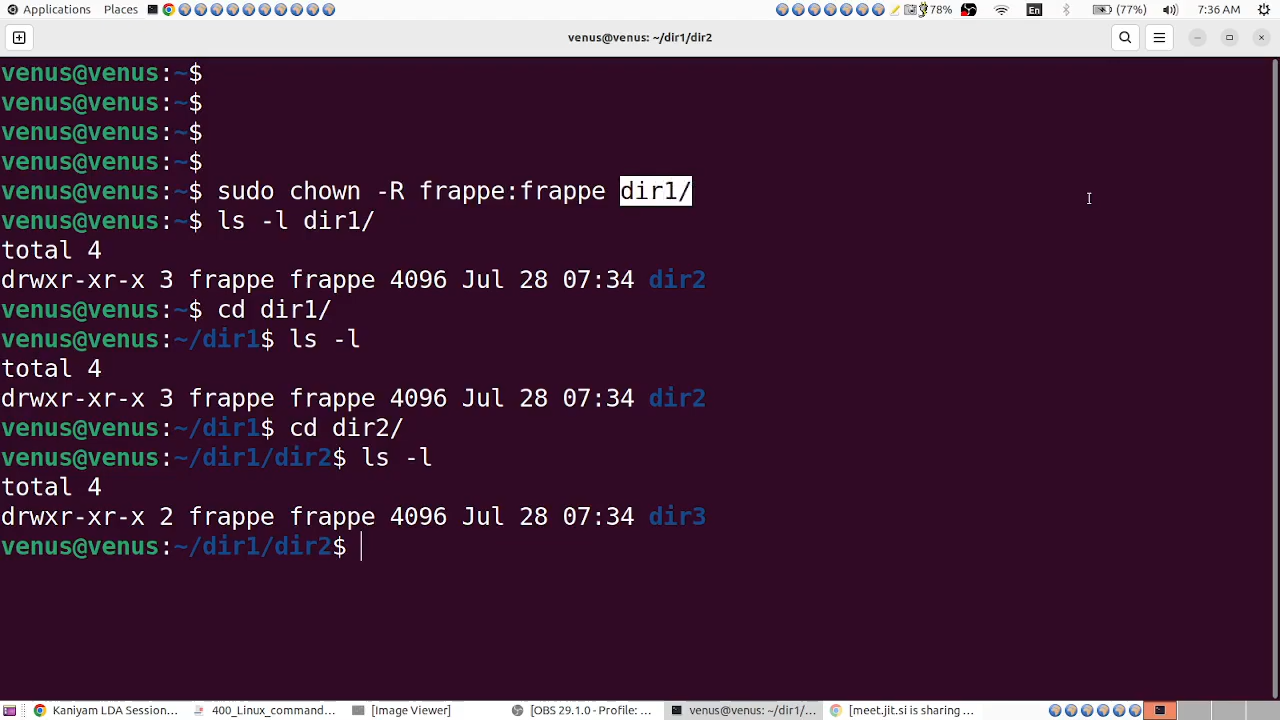 Applications Places 78% En (77%) 7:36 AM
venus@venus: ~/dir1/dir2
venus@venus:~$
venus@venus:~$
venus@venus:~$
venus@venus:~$
venus@venus:~$ sudo chown -R frappe:frappe dir1/
venus@venus:~$ ls -l dir1/
total 4
drwxr-xr-x 3 frappe frappe 4096 Jul 28 07:34 dir2
venus@venus:~$ cd dir1/
venus@venus:~/dir1$ ls -l
total 4
drwxr-xr-x 3 frappe frappe 4096 Jul 28 07:34 dir2
venus@venus:~/dir1$ cd dir2/
venus@venus:~/dir1/dir2$ ls -l
total 4
drwxr-xr-x 2 frappe frappe 4096 Jul 28 07:34 dir3
venus@venus:~/dir1/dir2$
Kaniyam LDA Session... 400_Linux_comman... [Image Viewer] [OBS 29.1.0 - Profile: ... venus@venus: ~/dir1/... [meet.jit.si is sharing ...